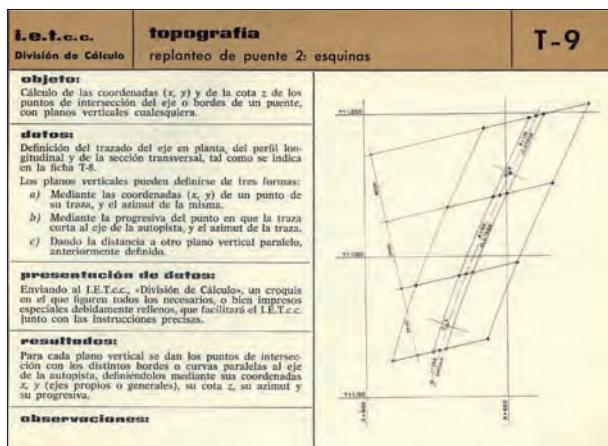 i.e.t.c.c.
División de Cálculo
topografía
replanteo de puente 2: esquinas
T-9
objeto:
Cálculo de las coordenadas (x, y) y de la cota z de los
puntos de intersección del eje o bordes de un puente,
con planos verticales cualesquiera.
datos:
Definición del trazado del eje en planta, del perfil lon-
gitudinal y de la sección transversal, tal como se indica
en la ficha T-8.
Los planos verticales pueden definirse de tres formas:
a) Mediante las coordenadas (x, y) de un punto de
su traza, y el azimut de la misma.
b) Mediante la progresiva del punto en que la traza
corta al eje de la autopista, y el azimut de la traza.
c) Dando la distancia a otro plano vertical paralelo,
anteriormente definido.
presentación de datos:
Enviando al I.E.T.c.c., «División de Cálculo», un croquis
en el que figuren todos los necesarios, o bien impresos
especiales debidamente rellenos, que facilitará el I.E.T.c.c.
junto con las instrucciones precisas.
resultados:
Para cada plano vertical se dan los puntos de intersec-
ción con los distintos bordes o curvas paralelas al eje
de la autopista, definiéndolos mediante sus coordenadas
x, y (ejes propios o generales), su cota z, su azimut y
su progresiva.
observaciones: